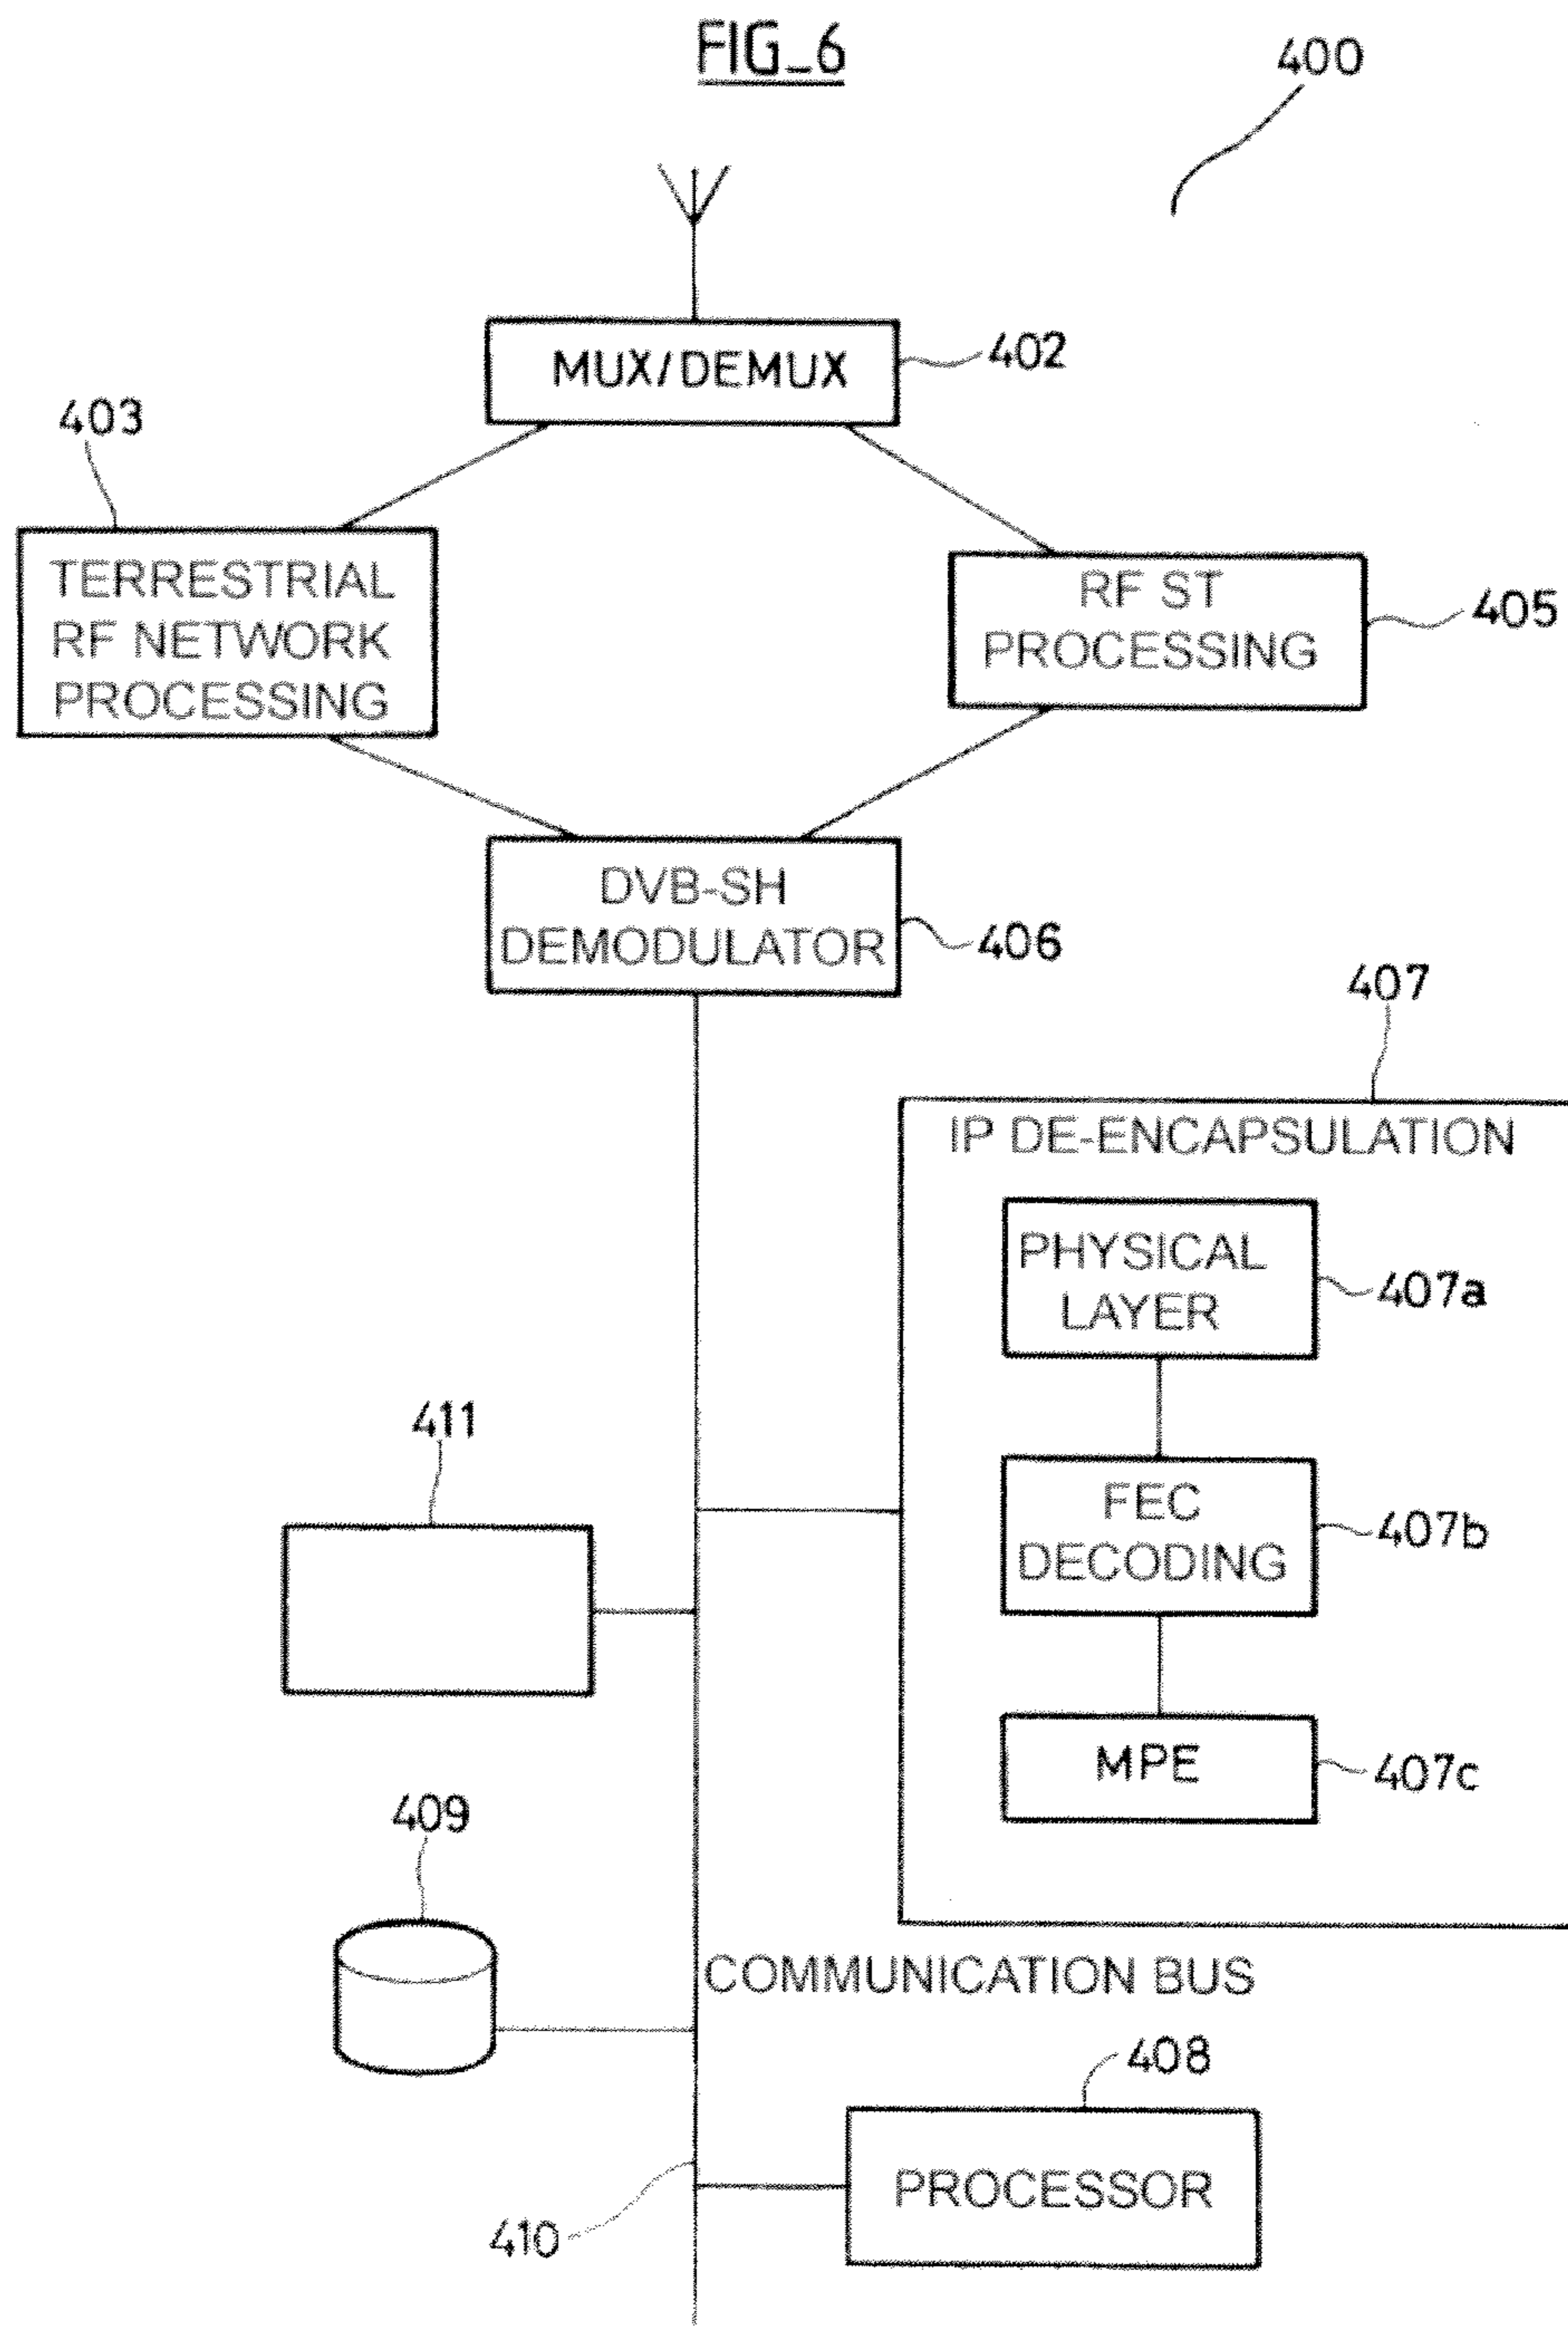 FIG_6
400
MUX/DEMUX
402
403
TERRESTRIAL
RF NETWORK
PROCESSING
RF ST
PROCESSING
405
DVB-SH
DEMODULATOR
406
407
IP DE-ENCAPSULATION
PHYSICAL
LAYER
407a
411
FEC
DECODING
407b
MPE
407c
409
COMMUNICATION BUS
408
PROCESSOR
410